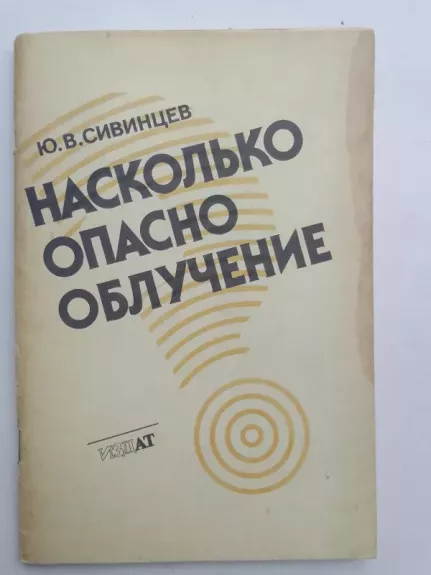 Ю.В.СИВИНЦЕВ
НАСКОЛЬКО
ОПАСНО
ОБЛУЧЕНИЕ
ИЗДАТ